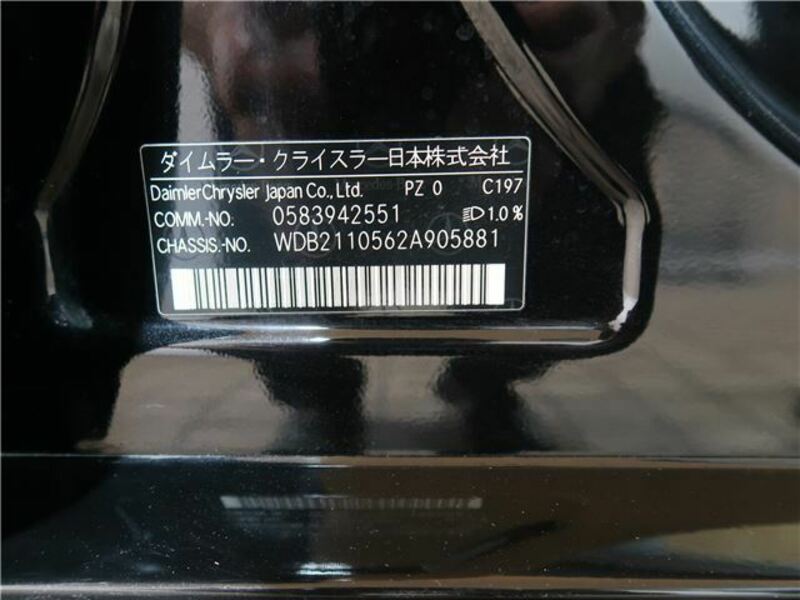 ダイムラー・クライスラー日本株式会社
DaimlerChrysler Japan Co., Ltd. PZ 0 C197
COMM.-NO. 0583942551 1.0 %
CHASSIS.-NO. WDB2110562A905881